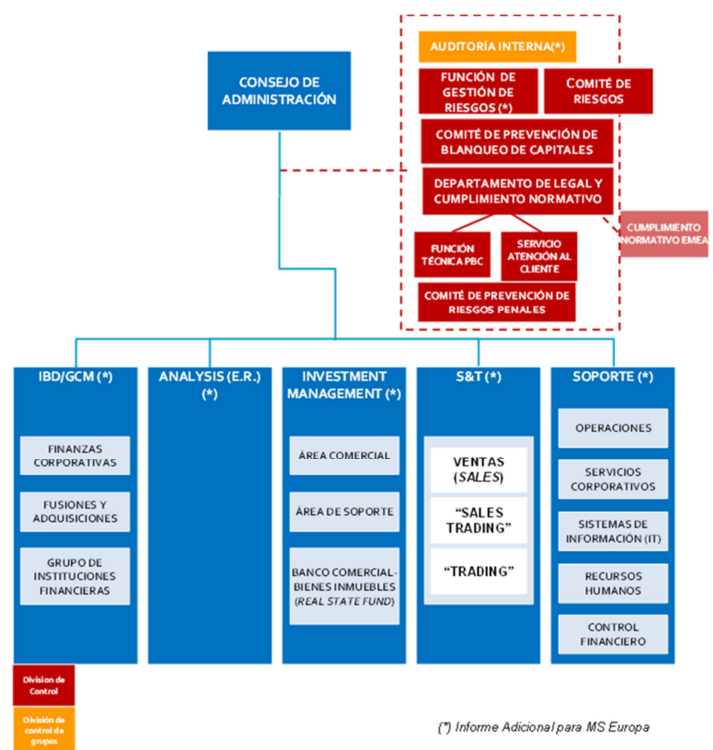 AUDITORÍA INTERNA(*)
CONSEJO DE
ADMINISTRACIÓN
FUNCIÓN DE
GESTIÓN DE
RIESGOS (*)
COMITÉ DE
RIESGOS
COMITÉ DE PREVENCIÓN DE
BLANQUEO DE CAPITALES
DEPARTAMENTO DE LEGAL Y
CUMPLIMIENTO NORMATIVO
CUMPLIMIENTO
NORMATIVO EMEA
FUNCIÓN
TÉCNICA PBC
SERVICIO
ATENCIÓN AL
CLIENTE
COMITÉ DE PREVENCIÓN DE
RIESGOS PENALES
IBD/GCM (*)
FINANZAS
CORPORATIVAS
FUSIONES Y
ADQUISICIONES
GRUPO DE
INSTITUCIONES
FINANCIERAS
ANALYSIS (E.R.)
(*)
INVESTMENT
MANAGEMENT (*)
ÁREA COMERCIAL
ÁREA DE SOPORTE
BANCO COMERCIAL-
BIENES INMUEBLES
(REAL STATE FUND)
S&T (*)
VENTAS
(SALES)
"SALES
TRADING"
"TRADING"
SOPORTE (*)
OPERACIONES
SERVICIOS
CORPORATIVOS
SISTEMAS DE
INFORMACIÓN (IT)
RECURSOS
HUMANOS
CONTROL
FINANCIERO
Division de
Control
División de
control de
grupos
(*) Informe Adicional para MS Europa